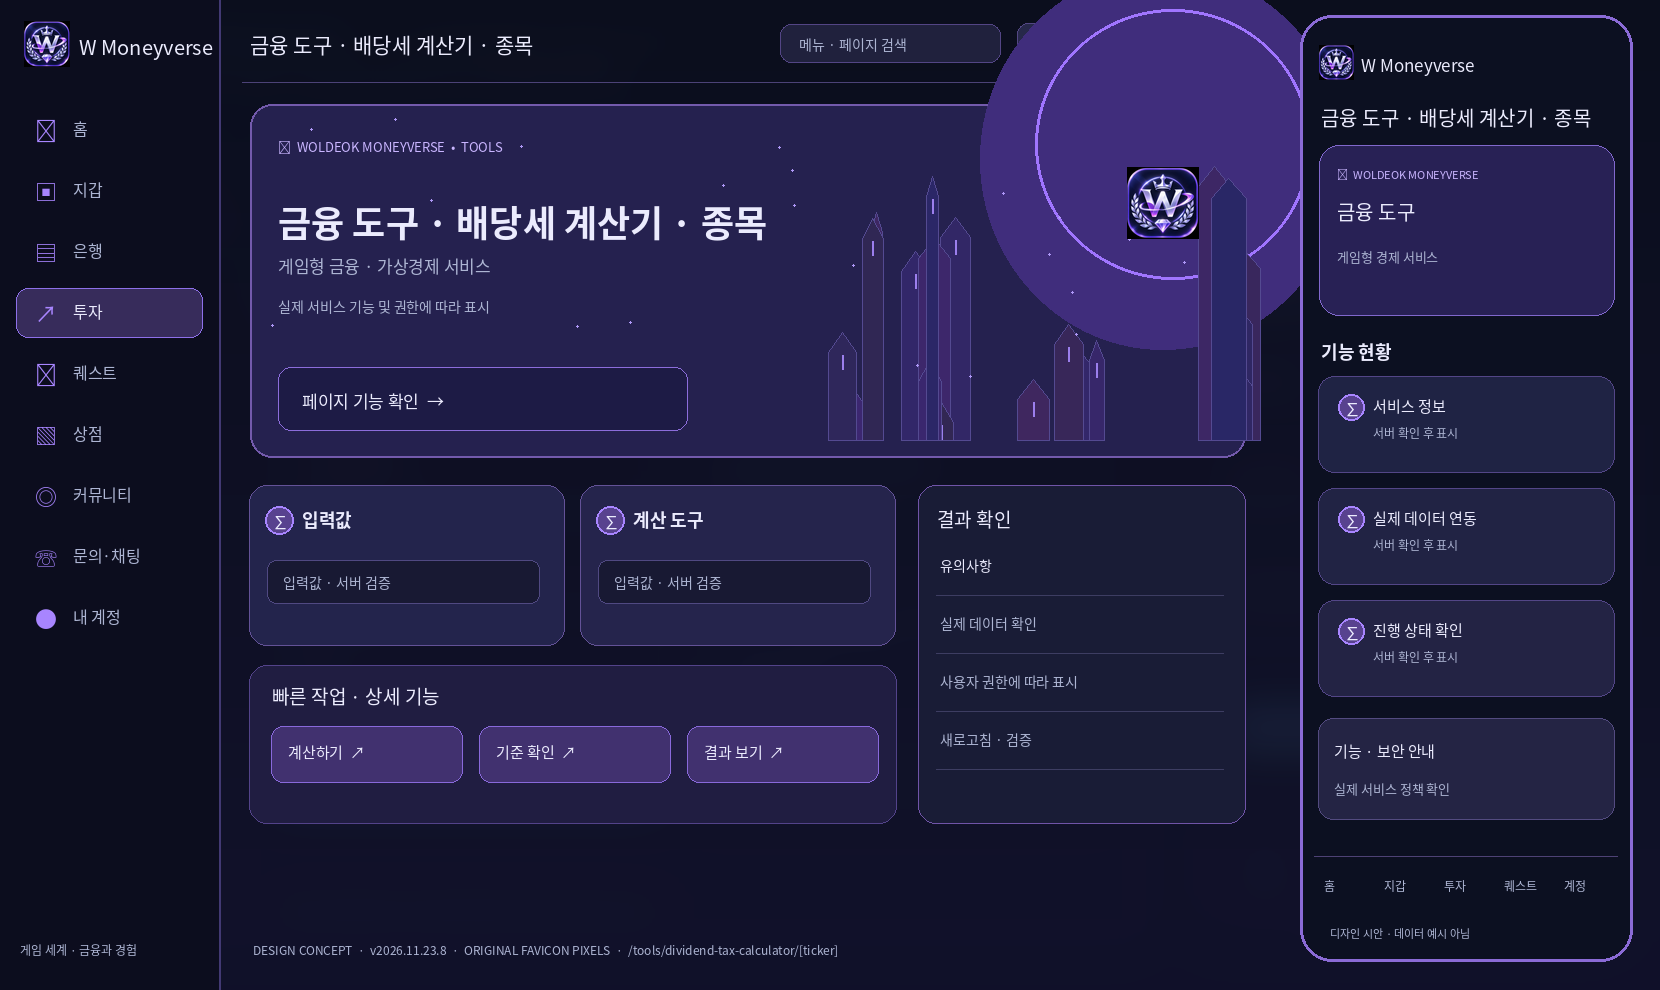 W Moneyverse
홈
지갑
은행
투자
퀘스트
상점
커뮤니티
문의·채팅
내 계정
게임 세계 · 금융과 경험
금융 도구 · 배당세 계산기 · 종목
메뉴 · 페이지 검색
WOLDEOK MONEYVERSE • TOOLS
금융 도구 · 배당세 계산기 · 종목
게임형 금융 · 가상경제 서비스
실제 서비스 기능 및 권한에 따라 표시
페이지 기능 확인 →
W
∑ 입력값
입력값 · 서버 검증
∑ 계산 도구
입력값 · 서버 검증
빠른 작업 · 상세 기능
계산하기 ↗
기준 확인 ↗
결과 보기 ↗
결과 확인
유의사항
실제 데이터 확인
사용자 권한에 따라 표시
새로고침 · 검증
DESIGN CONCEPT · v2026.11.23.8 · ORIGINAL FAVICON PIXELS · /tools/dividend-tax-calculator/[ticker]
W Moneyverse
금융 도구 · 배당세 계산기 · 종목
WOLDEOK MONEYVERSE
금융 도구
게임형 경제 서비스
기능 현황
∑ 서비스 정보
서버 확인 후 표시
∑ 실제 데이터 연동
서버 확인 후 표시
∑ 진행 상태 확인
서버 확인 후 표시
기능 · 보안 안내
실제 서비스 정책 확인
홈 지갑 투자 퀘스트 계정
디자인 시안 · 데이터 예시 아님